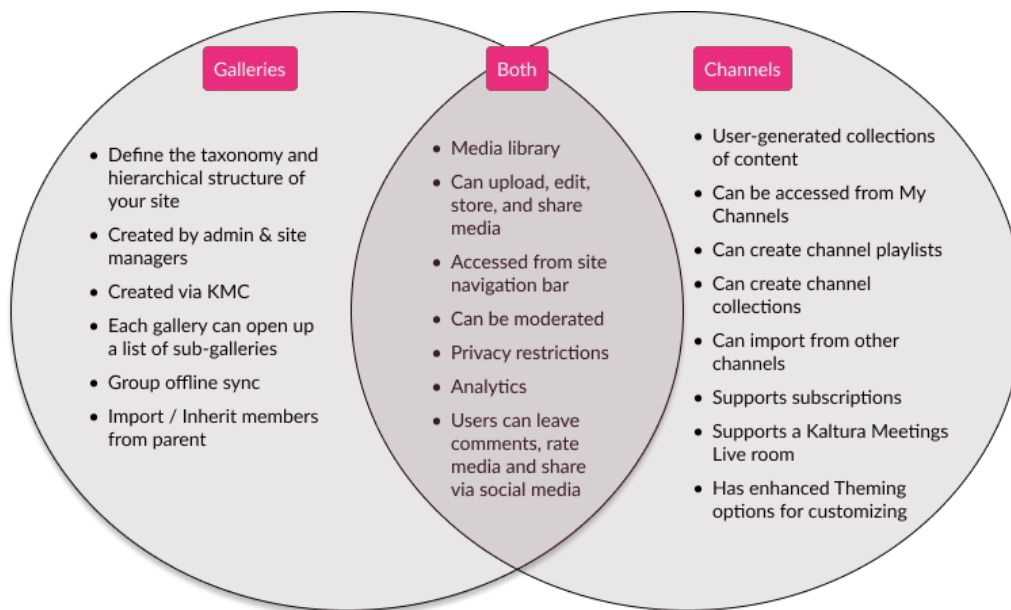 Galleries
• Define the taxonomy and
hierarchical structure of
your site
• Created by admin & site
managers
• Created via KMC
• Each gallery can open up
a list of sub-galleries
• Group offline sync
• Import / Inherit members
from parent
Both
• Media library
• Can upload, edit,
store, and share
media
• Accessed from site
navigation bar
• Can be moderated
• Privacy restrictions
• Analytics
• Users can leave
comments, rate
media and share
via social media
Channels
• User-generated collections
of content
• Can be accessed from My
Channels
• Can create channel playlists
• Can create channel
collections
• Can import from other
channels
• Supports subscriptions
• Supports a Kaltura Meetings
Live room
• Has enhanced Theming
options for customizing